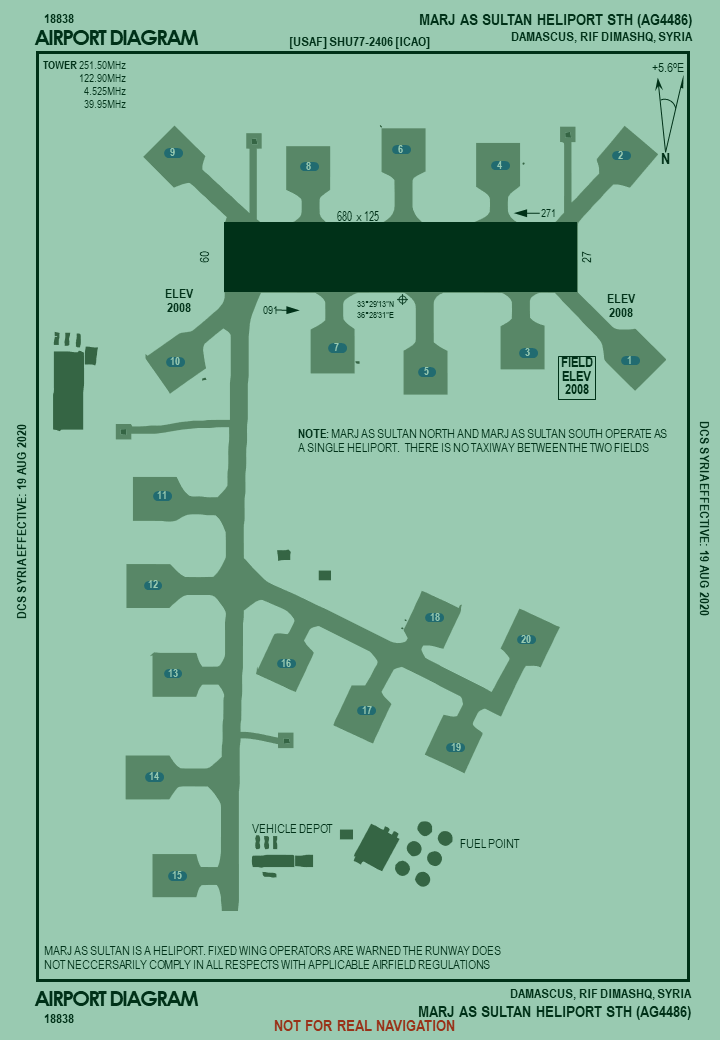 18838
MARJ AS SULTAN HELIPORT STH (AG4486)
AIRPORT DIAGRAM
[USAF] SHU77-2406 [ICAO]
DAMASCUS, RIF DIMASHQ, SYRIA
TOWER 251.50MHz
122.90MHz
4.525MHz
39.95MHz
+5.6ºE
N
9
8
6
4
2
680 x 125
271
60
27
ELEV
2008
091
33°29'13"N
36°28'31"E
ELEV
2008
10
7
5
3
1
FIELD
ELEV
2008
NOTE: MARJ AS SULTAN NORTH AND MARJ AS SULTAN SOUTH OPERATE AS
A SINGLE HELIPORT. THERE IS NO TAXIWAY BETWEEN THE TWO FIELDS
DCS SYRIA EFFECTIVE: 19 AUG 2020
DCS SYRIA EFFECTIVE: 19 AUG 2020
11
12
18
20
16
13
17
19
14
15
VEHICLE DEPOT
FUEL POINT
MARJ AS SULTAN IS A HELIPORT. FIXED WING OPERATORS ARE WARNED THE RUNWAY DOES
NOT NECCERSARILY COMPLY IN ALL RESPECTS WITH APPLICABLE AIRFIELD REGULATIONS
AIRPORT DIAGRAM
DAMASCUS, RIF DIMASHQ, SYRIA
18838
MARJ AS SULTAN HELIPORT STH (AG4486)
NOT FOR REAL NAVIGATION